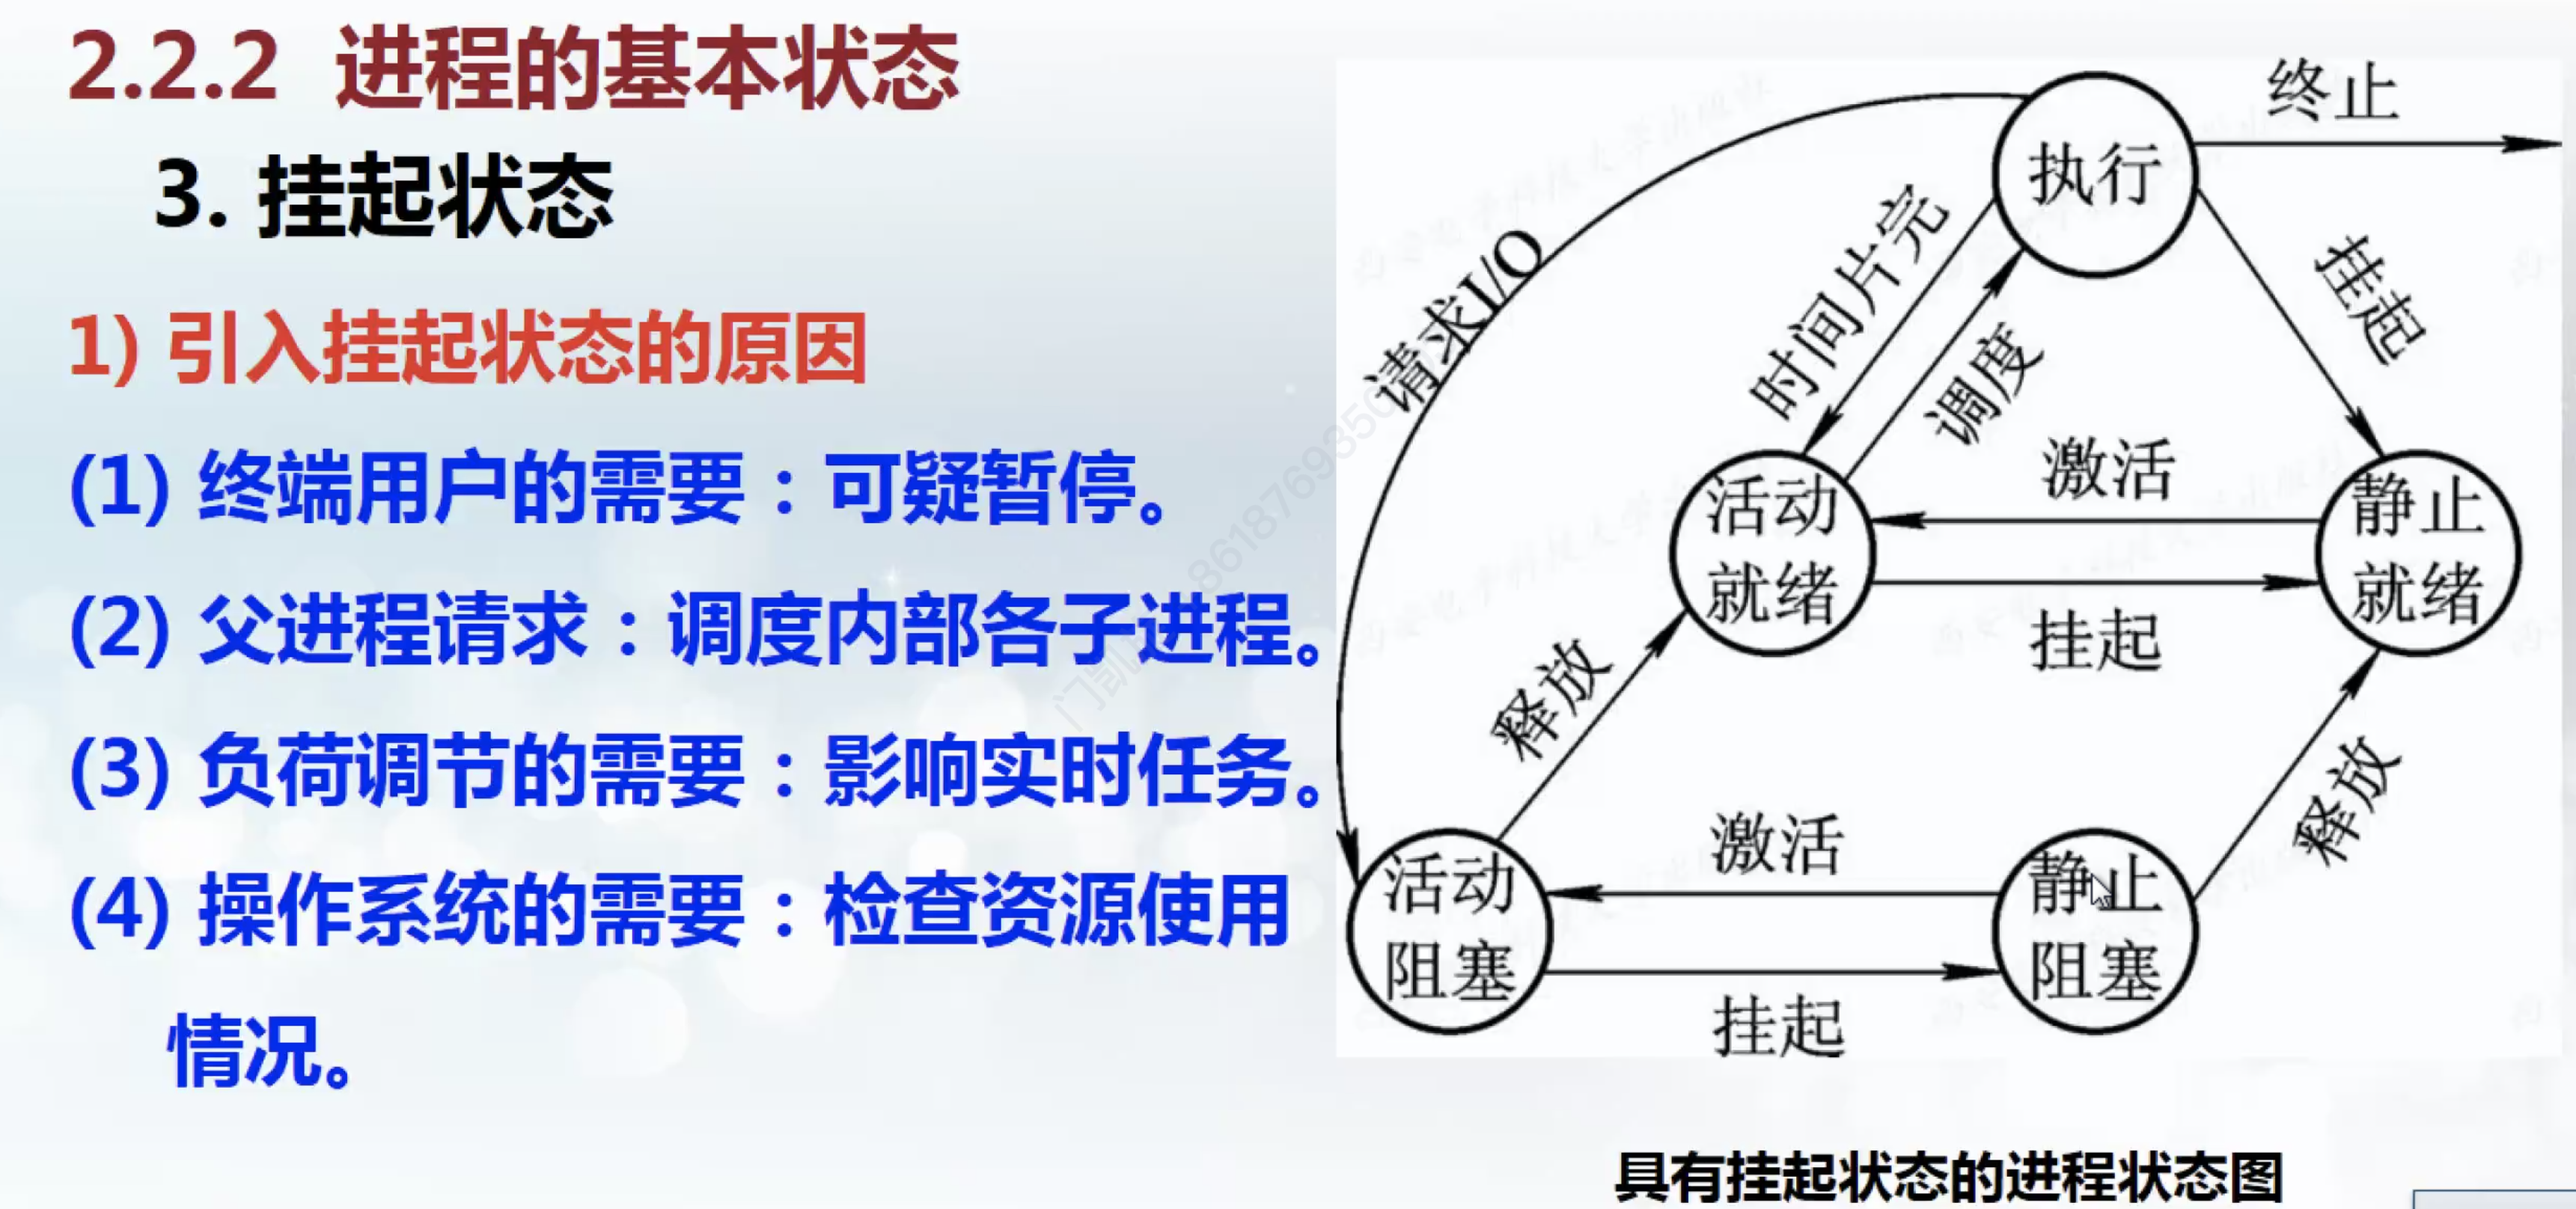 2.2.2 进程的基本状态
3. 挂起状态
1) 引入挂起状态的原因
(1) 终端用户的需要：可疑暂停。
(2) 父进程请求：调度内部各子进程。
(3) 负荷调节的需要：影响实时任务。
(4) 操作系统的需要：检查资源使用
情况。
终止
执行
请求I/O
时间片完
调度
挂起
激活
活动
就绪
静止
就绪
挂起
释放
释放
激活
活动
阻塞
静止
阻塞
挂起
具有挂起状态的进程状态图